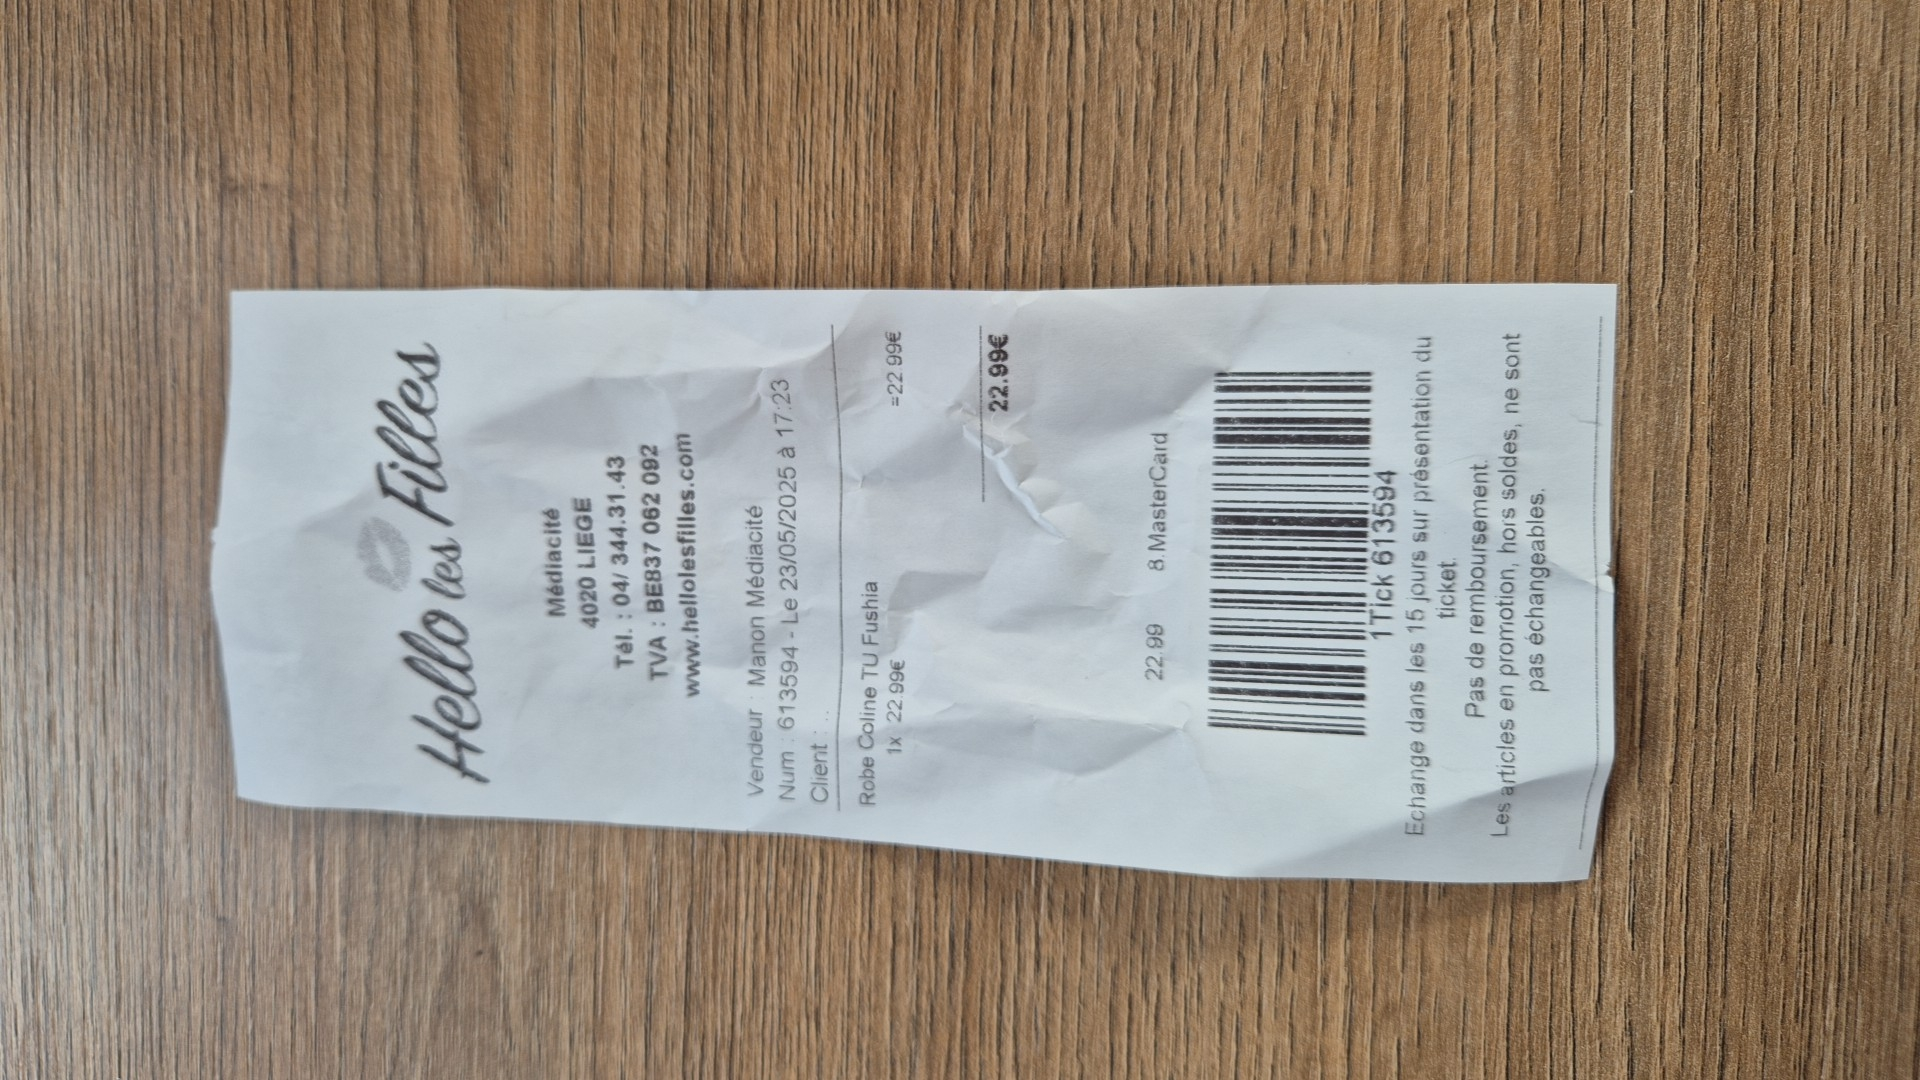 Hello les Filles
Médiacité
4020 LIEGE
Tél. : 04/ 344.31.43
TVA : BE837 062 092
www.hellolesfilles.com
Vendeur : Manon Médiacité
Num : 613594 - Le 23/05/2025 à 17:23
Client : ..
Robe Coline TU Fushia
1x 22.99€ =22.99€
22.99€
22.99 8.MasterCard
1Tick 613594
Echange dans les 15 jours sur présentation du
ticket.
Pas de remboursement.
Les articles en promotion, hors soldes, ne sont
pas échangeables.